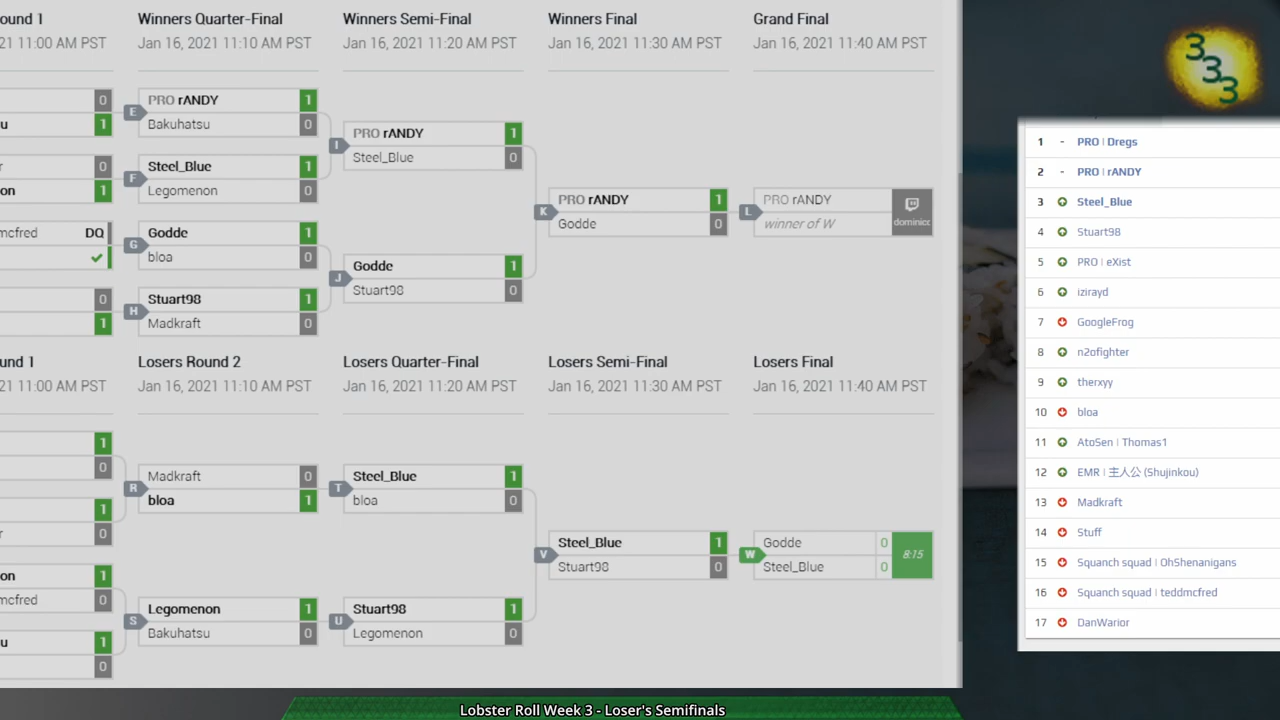 ound 1
21 11:00 AM PST
Winners Quarter-Final
Jan 16, 2021 11:10 AM PST
Winners Semi-Final
Jan 16, 2021 11:20 AM PST
Winners Final
Jan 16, 2021 11:30 AM PST
Grand Final
Jan 16, 2021 11:40 AM PST
0
u 1
r 0
on 1
mcfred DQ
0
1
E
PRO rANDY 1
Bakuhatsu 0
F
Steel_Blue 1
Legomenon 0
G
Godde 1
bloa 0
H
Stuart98 1
Madkraft 0
I
PRO rANDY 1
Steel_Blue 0
J
Godde 1
Stuart98 0
K
PRO rANDY 1
Godde 0
L
PRO rANDY
winner of W
dominicc
und 1
21 11:00 AM PST
Losers Round 2
Jan 16, 2021 11:10 AM PST
Losers Quarter-Final
Jan 16, 2021 11:20 AM PST
Losers Semi-Final
Jan 16, 2021 11:30 AM PST
Losers Final
Jan 16, 2021 11:40 AM PST
1
0
1
r 0
on 1
mcfred 0
u 1
0
R
Madkraft 0
bloa 1
S
Legomenon 1
Bakuhatsu 0
T
Steel_Blue 1
bloa 0
U
Stuart98 1
Legomenon 0
V
Steel_Blue 1
Stuart98 0
W
Godde 0
Steel_Blue 0
8:15
3
3
3
1 - PRO | Dregs
2 - PRO | rANDY
3 Steel_Blue
4 Stuart98
5 PRO | eXist
6 izirayd
7 GoogleFrog
8 n2ofighter
9 therxyy
10 bloa
11 AtoSen | Thomas1
12 EMR | 主人公 (Shujinkou)
13 Madkraft
14 Stuff
15 Squanch squad | OhShenanigans
16 Squanch squad | teddmcfred
17 DanWarior
Lobster Roll Week 3 - Loser's Semifinals